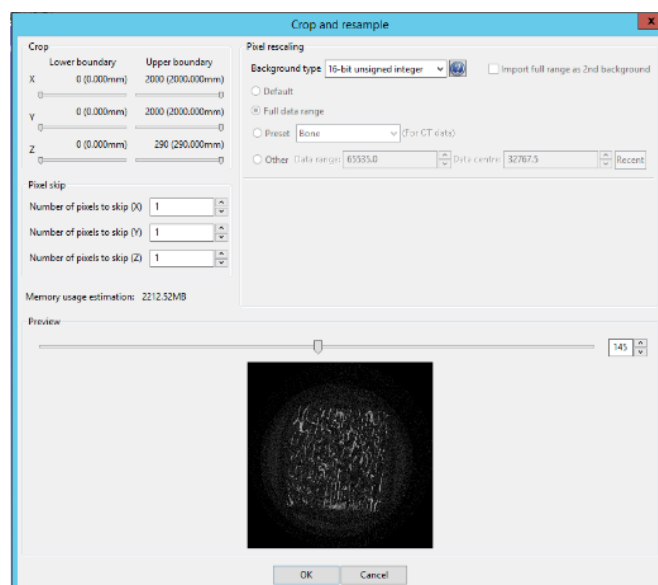 Crop and resample
x
Crop
Lower boundary Upper boundary
X 0 (0.000mm) 2000 (2000.000mm)
Y 0 (0.000mm) 2000 (2000.000mm)
Z 0 (0.000mm) 290 (290.000mm)
Pixel skip
Number of pixels to skip (X) 1
Number of pixels to skip (Y) 1
Number of pixels to skip (Z) 1
Memory usage estimation: 2212.52MB
Pixel rescaling
Background type 16-bit unsigned integer ? Import full range as 2nd background
Default
Full data range
Preset Bone (For CT data)
Other Data range: 65535.0 Data centre: 32767.5 Recent
Preview
145
OK Cancel